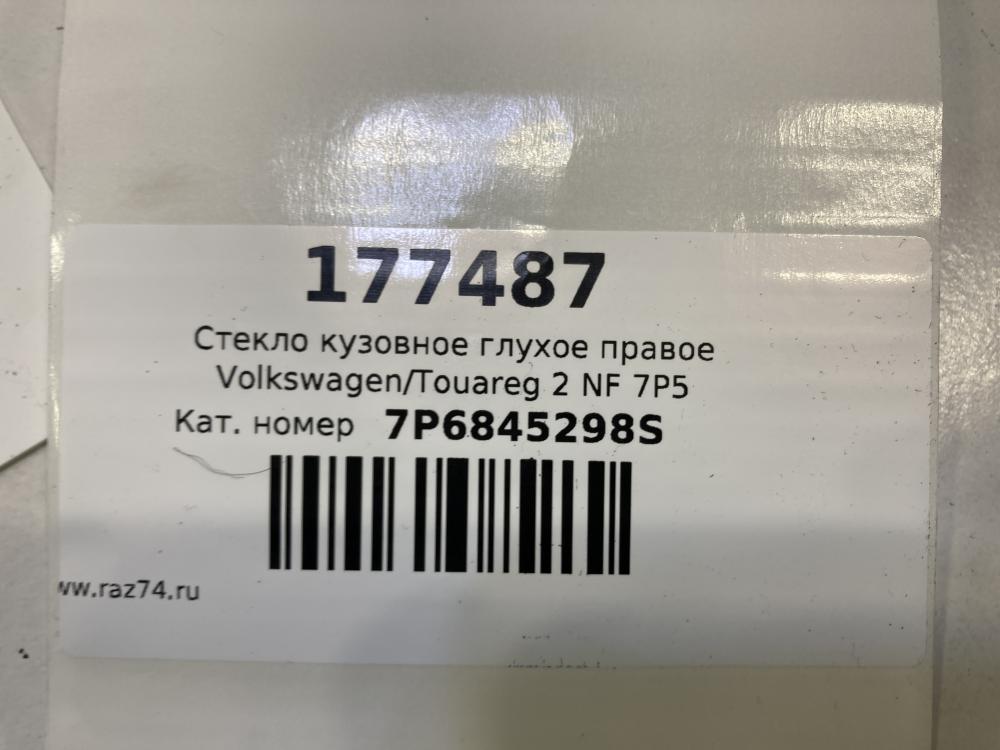 177487
Стекло кузовное глухое правое
Volkswagen/Touareg 2 NF 7P5
Кат. номер 7P6845298S
ww.raz74.ru